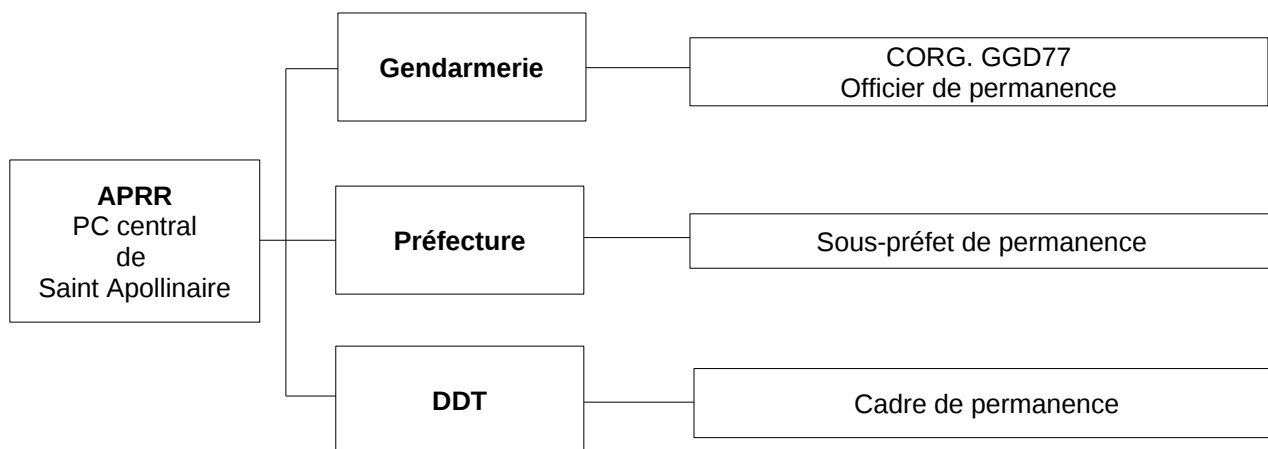 APRR
PC central
de
Saint Apollinaire
Gendarmerie
CORG. GGD77
Officier de permanence
Préfecture
Sous-préfet de permanence
DDT
Cadre de permanence